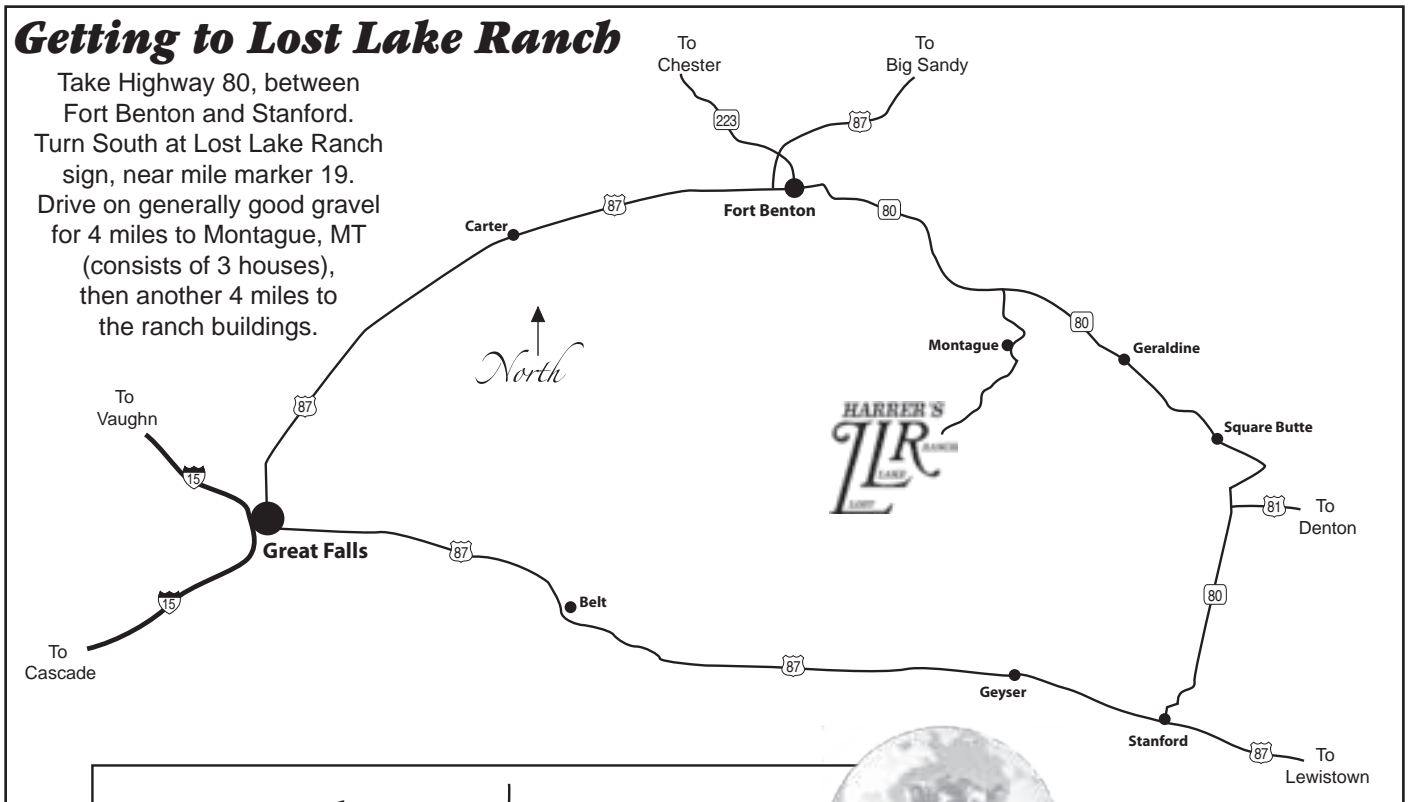 Getting to Lost Lake Ranch
Take Highway 80, between
Fort Benton and Stanford.
Turn South at Lost Lake Ranch
sign, near mile marker 19.
Drive on generally good gravel
for 4 miles to Montague, MT
(consists of 3 houses),
then another 4 miles to
the ranch buildings.
To
Chester
To
Big Sandy
223
87
87
Fort Benton
80
Carter
North
80
Montague
Geraldine
87
To
Vaughn
HARRER'S
LLR
RANCH
LAKE
LOST
Square Butte
15
81
To
Denton
Great Falls
87
80
15
Belt
To
Cascade
87
Geyser
Stanford
87
To
Lewistown